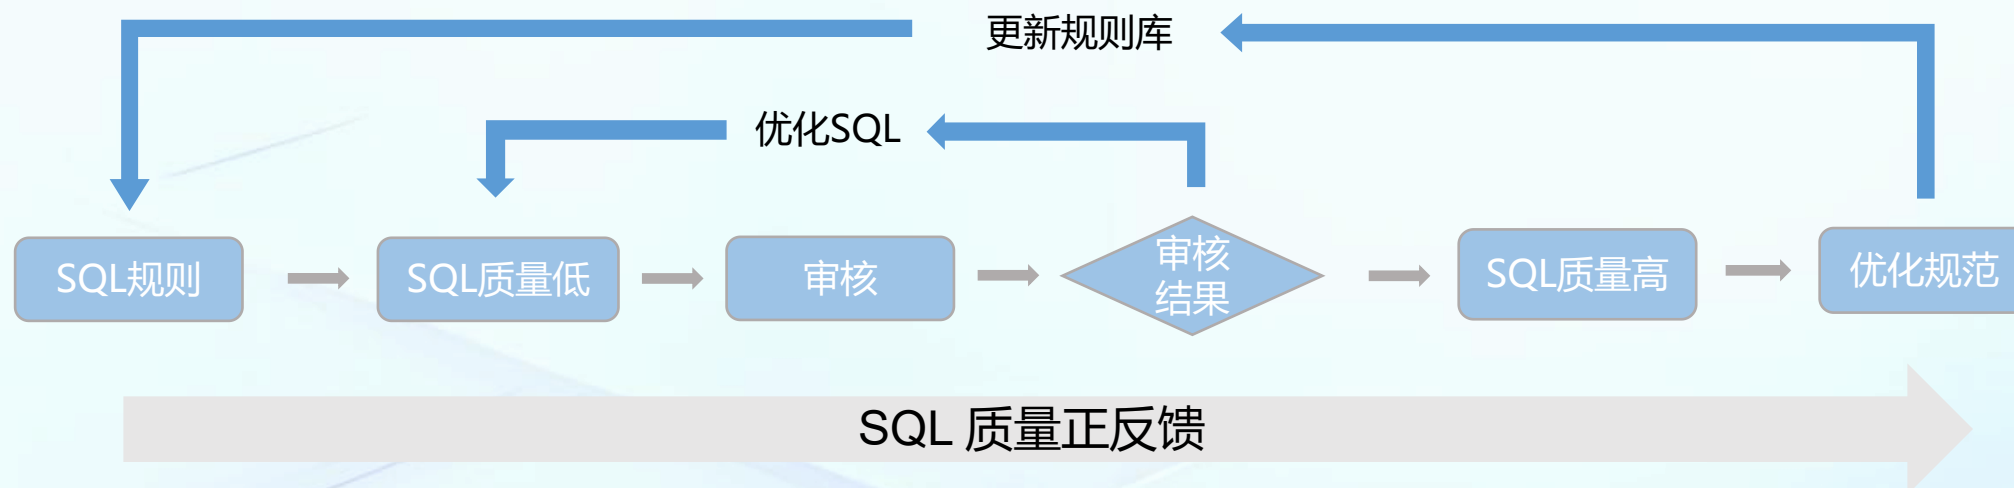 更新规则库
优化SQL
SQL规则
SQL质量低
审核
审核
结果
SQL质量高
优化规范
SQL 质量正反馈